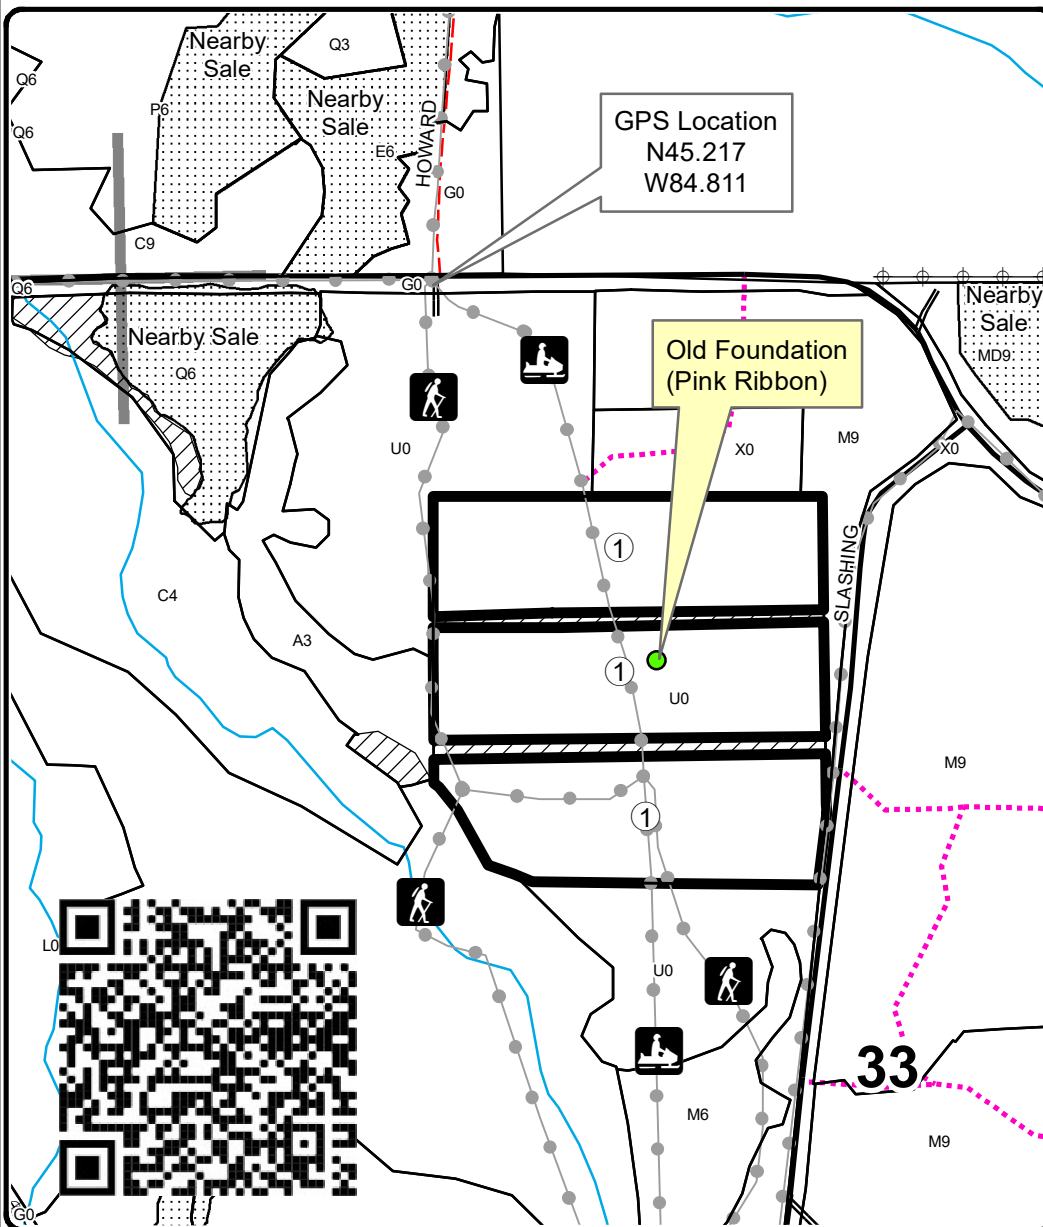 Nearby
Sale
Q3
Q6
P6
Nearby
Sale
Q6
E6
HOWARD
G0
GPS Location
N45.217
W84.811
C9
Q6
G0
Nearby
Sale
MD9
Nearby Sale
Q6
Old Foundation
(Pink Ribbon)
U0
X0
M9
X0
1
SLASHING
C4
A3
1
U0
M9
1
L0
U0
33
M6
M9
G0